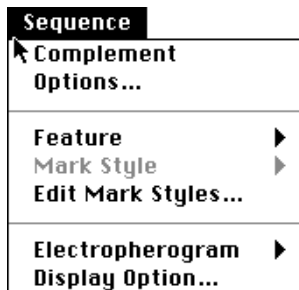 Sequence
Complement
Options...
Feature
Mark Style
Edit Mark Styles...
Electropherogram
Display Option...